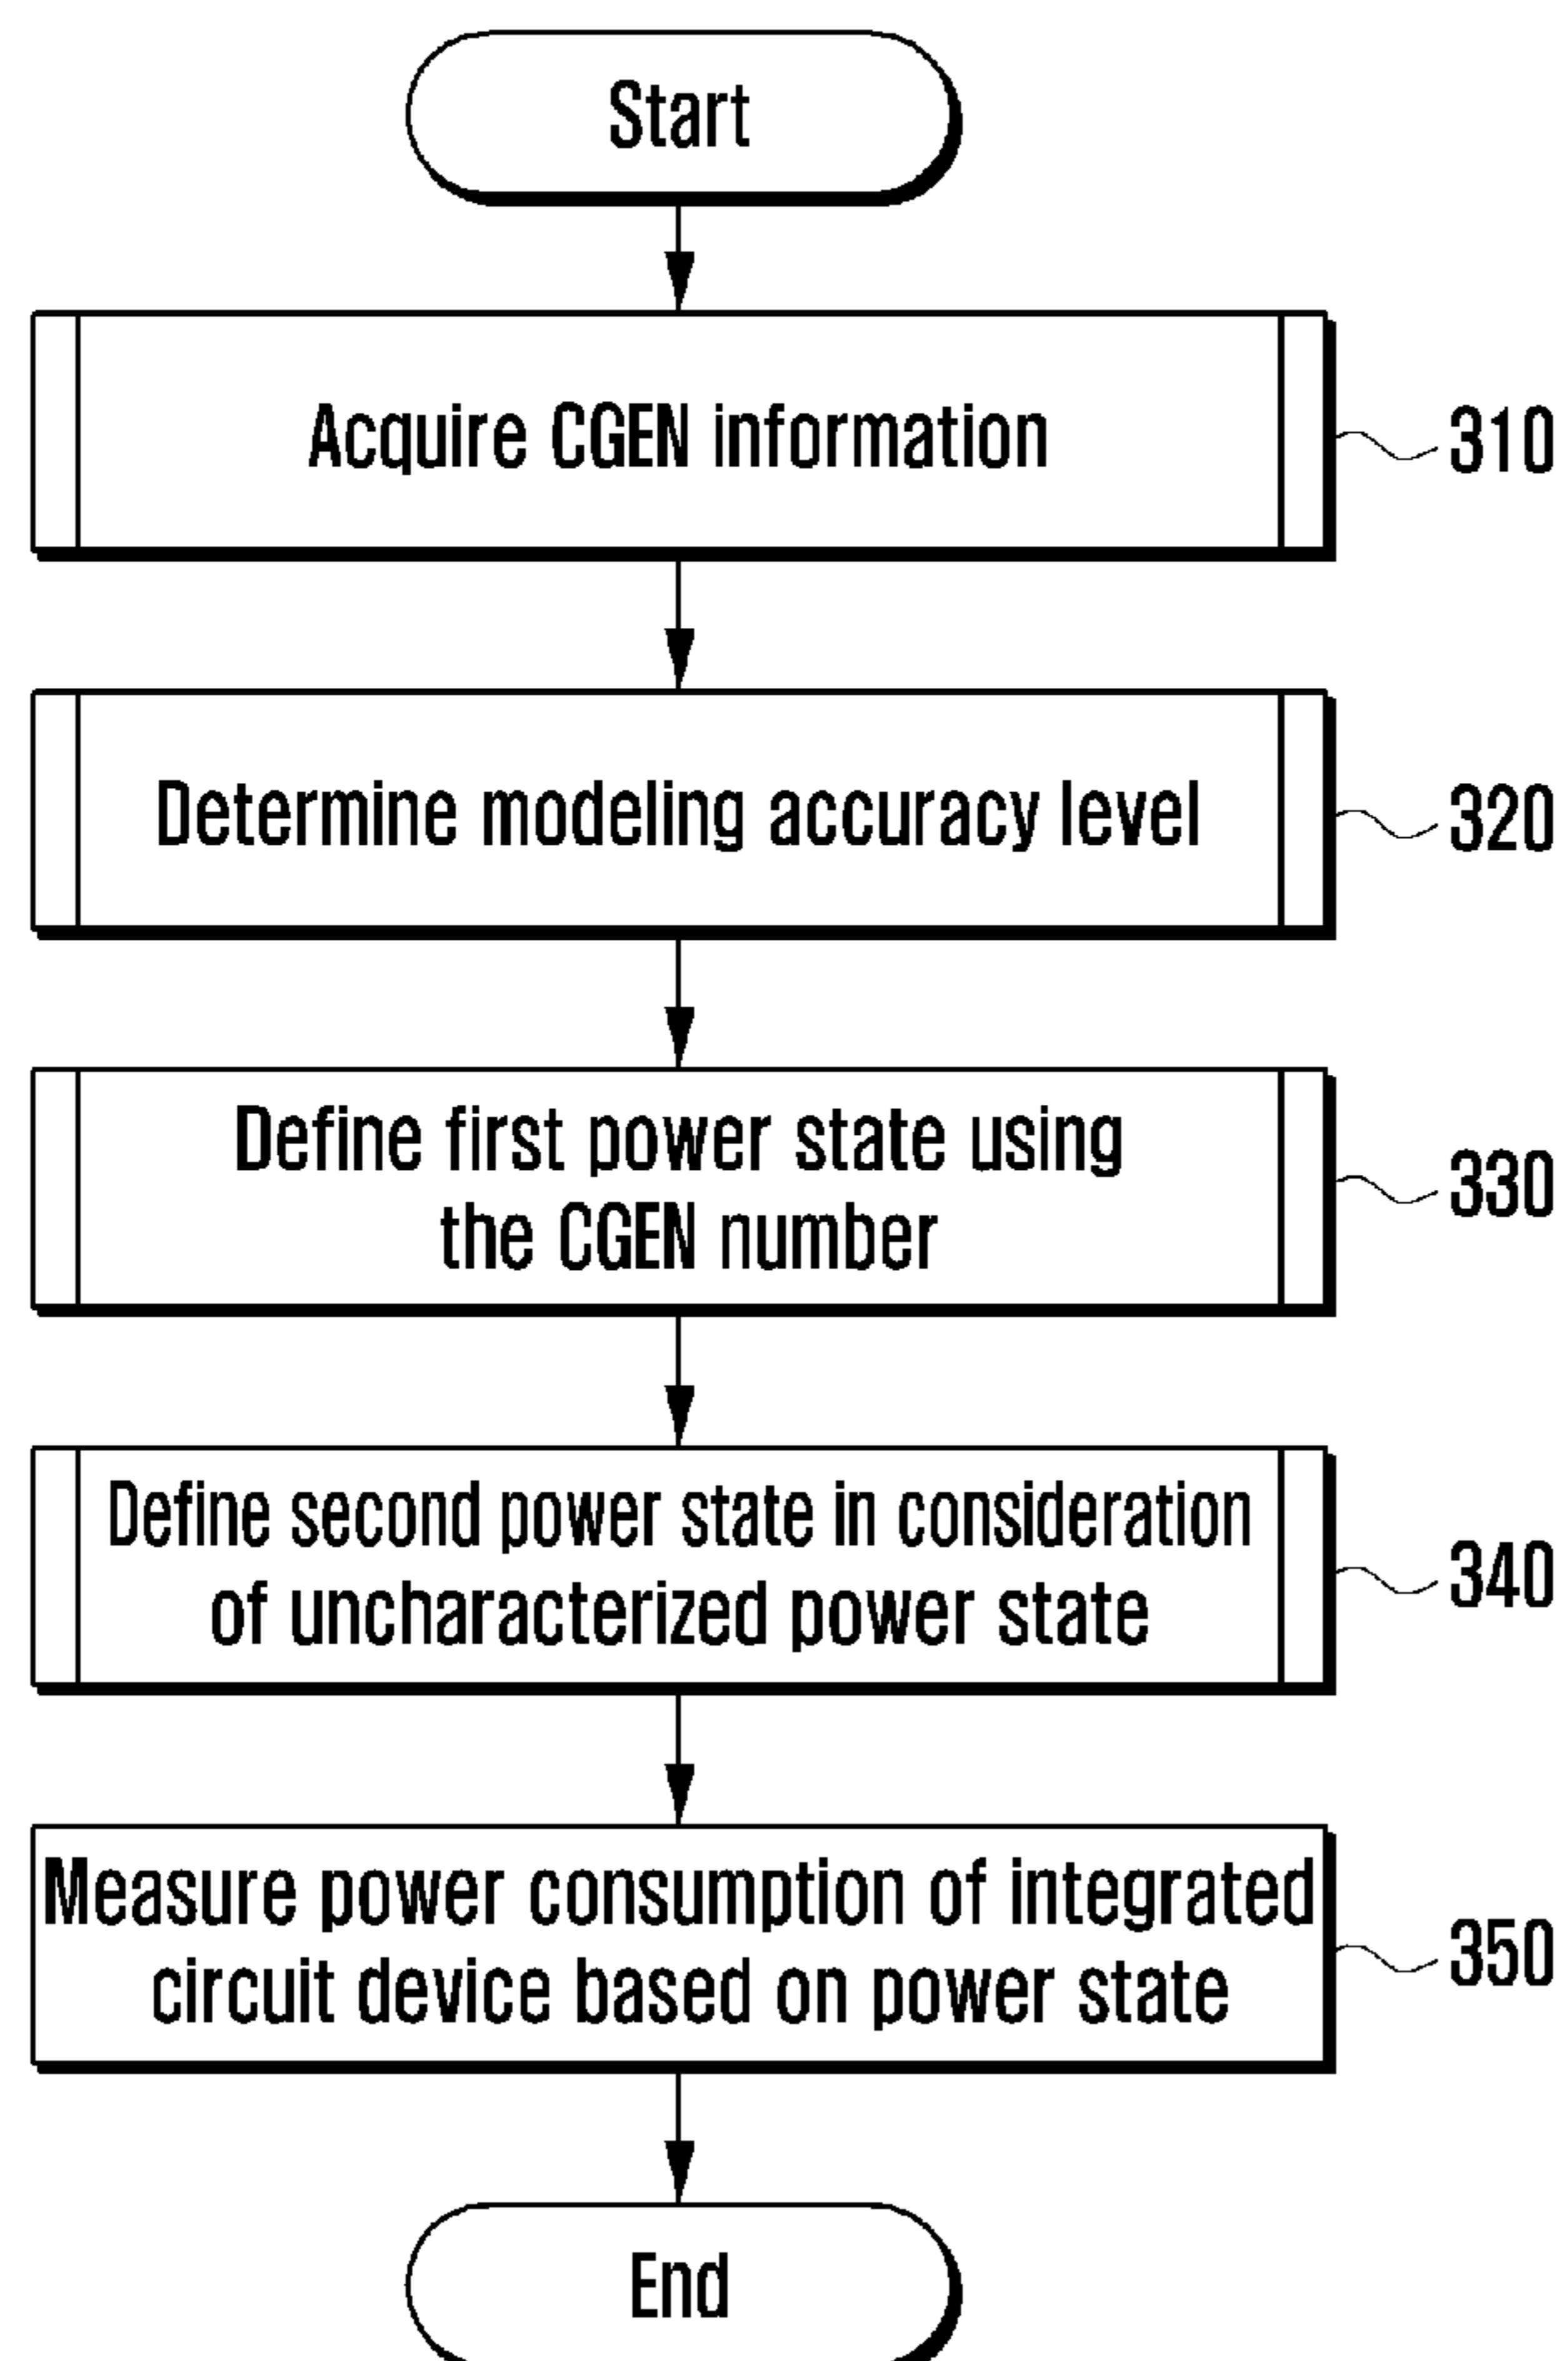 Start
Acquire CGEN information
310
Determine modeling accuracy level
320
Define first power state using
the CGEN number
330
Define second power state in consideration
of uncharacterized power state
340
Measure power consumption of integrated
circuit device based on power state
350
End